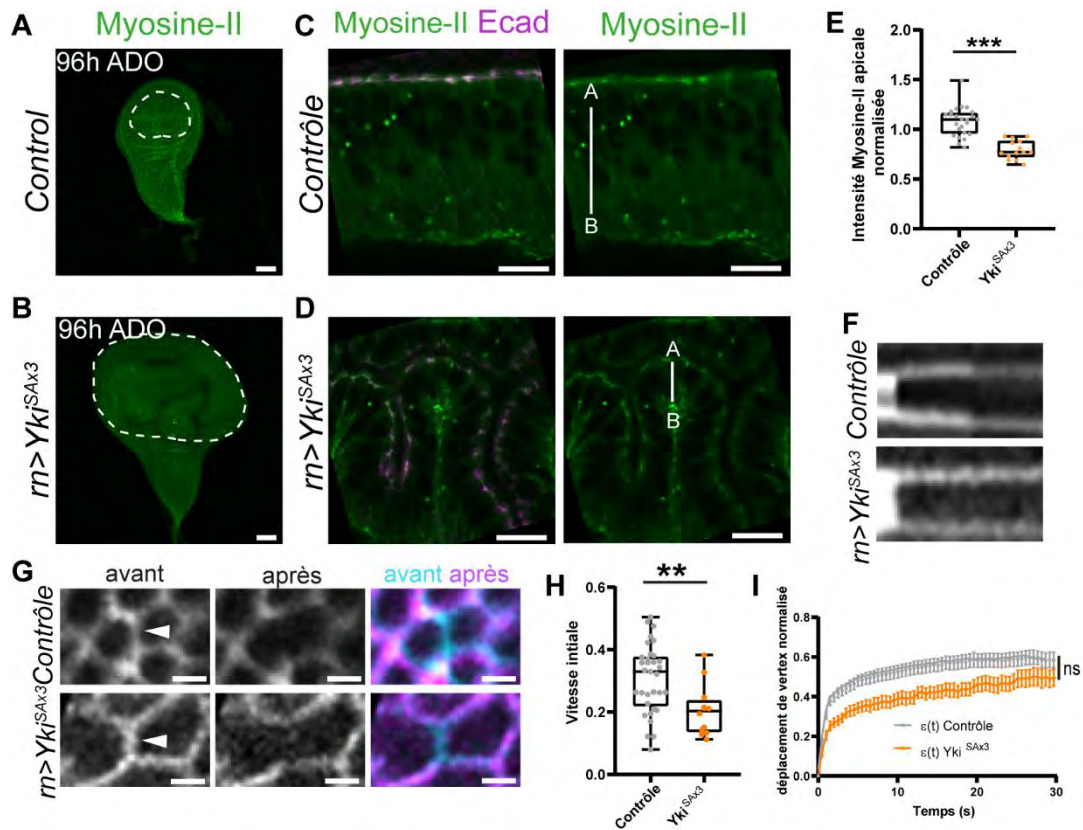 A
Myosine-II
Control
96h ADO
B
rn>Yki^SAx3
96h ADO
C
Myosine-II Ecad
Myosine-II
Contrôle
A
B
D
rn>Yki^SAx3
A
B
E
Intensité Myosine-II apicale
normalisée
2.0
1.5
1.0
0.5
0.0
***
Contrôle
Yki^SAx3
F
Contrôle
rn>Yki^SAx3
G
avant
après
avant après
Contrôle
rn>Yki^SAx3
H
Vitesse intiale
0.6
0.4
0.2
0.0
**
Contrôle
Yki^SAx3
I
déplacement de vertex normalisé
0.8
0.6
0.4
0.2
0.0
ns
ε(t) Contrôle
ε(t) Yki ^SAx3
0
10
20
30
Temps (s)